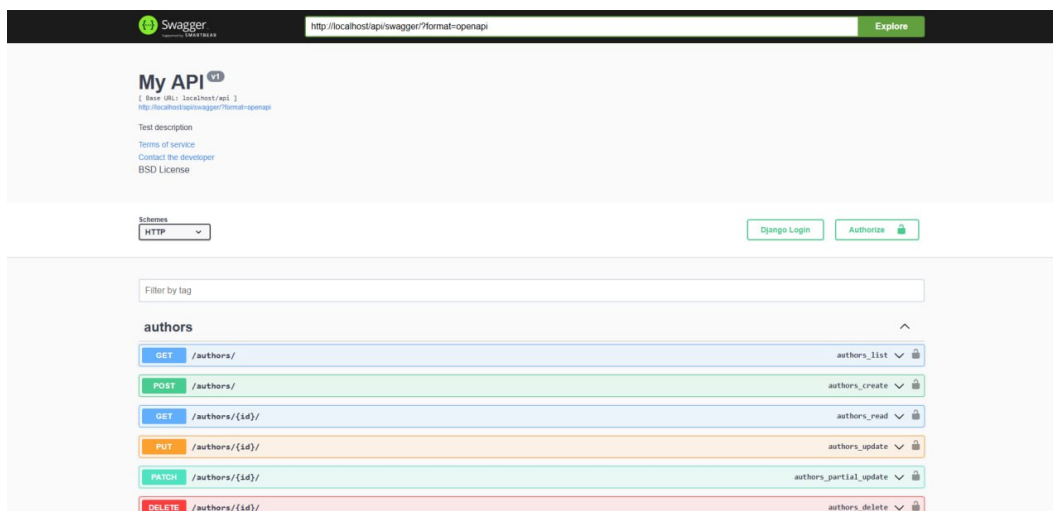 Swagger
Supported by SMARTBEAR
http://localhost/api/swagger/?format=openapi
Explore
My API v1
[ Base URL: localhost/api ]
http://localhost/api/swagger/?format=openapi
Test description
Terms of service
Contact the developer
BSD License
Schemes
HTTP
Django Login
Authorize
Filter by tag
authors
GET /authors/ authors_list
POST /authors/ authors_create
GET /authors/{id}/ authors_read
PUT /authors/{id}/ authors_update
PATCH /authors/{id}/ authors_partial_update
DELETE /authors/{id}/ authors_delete